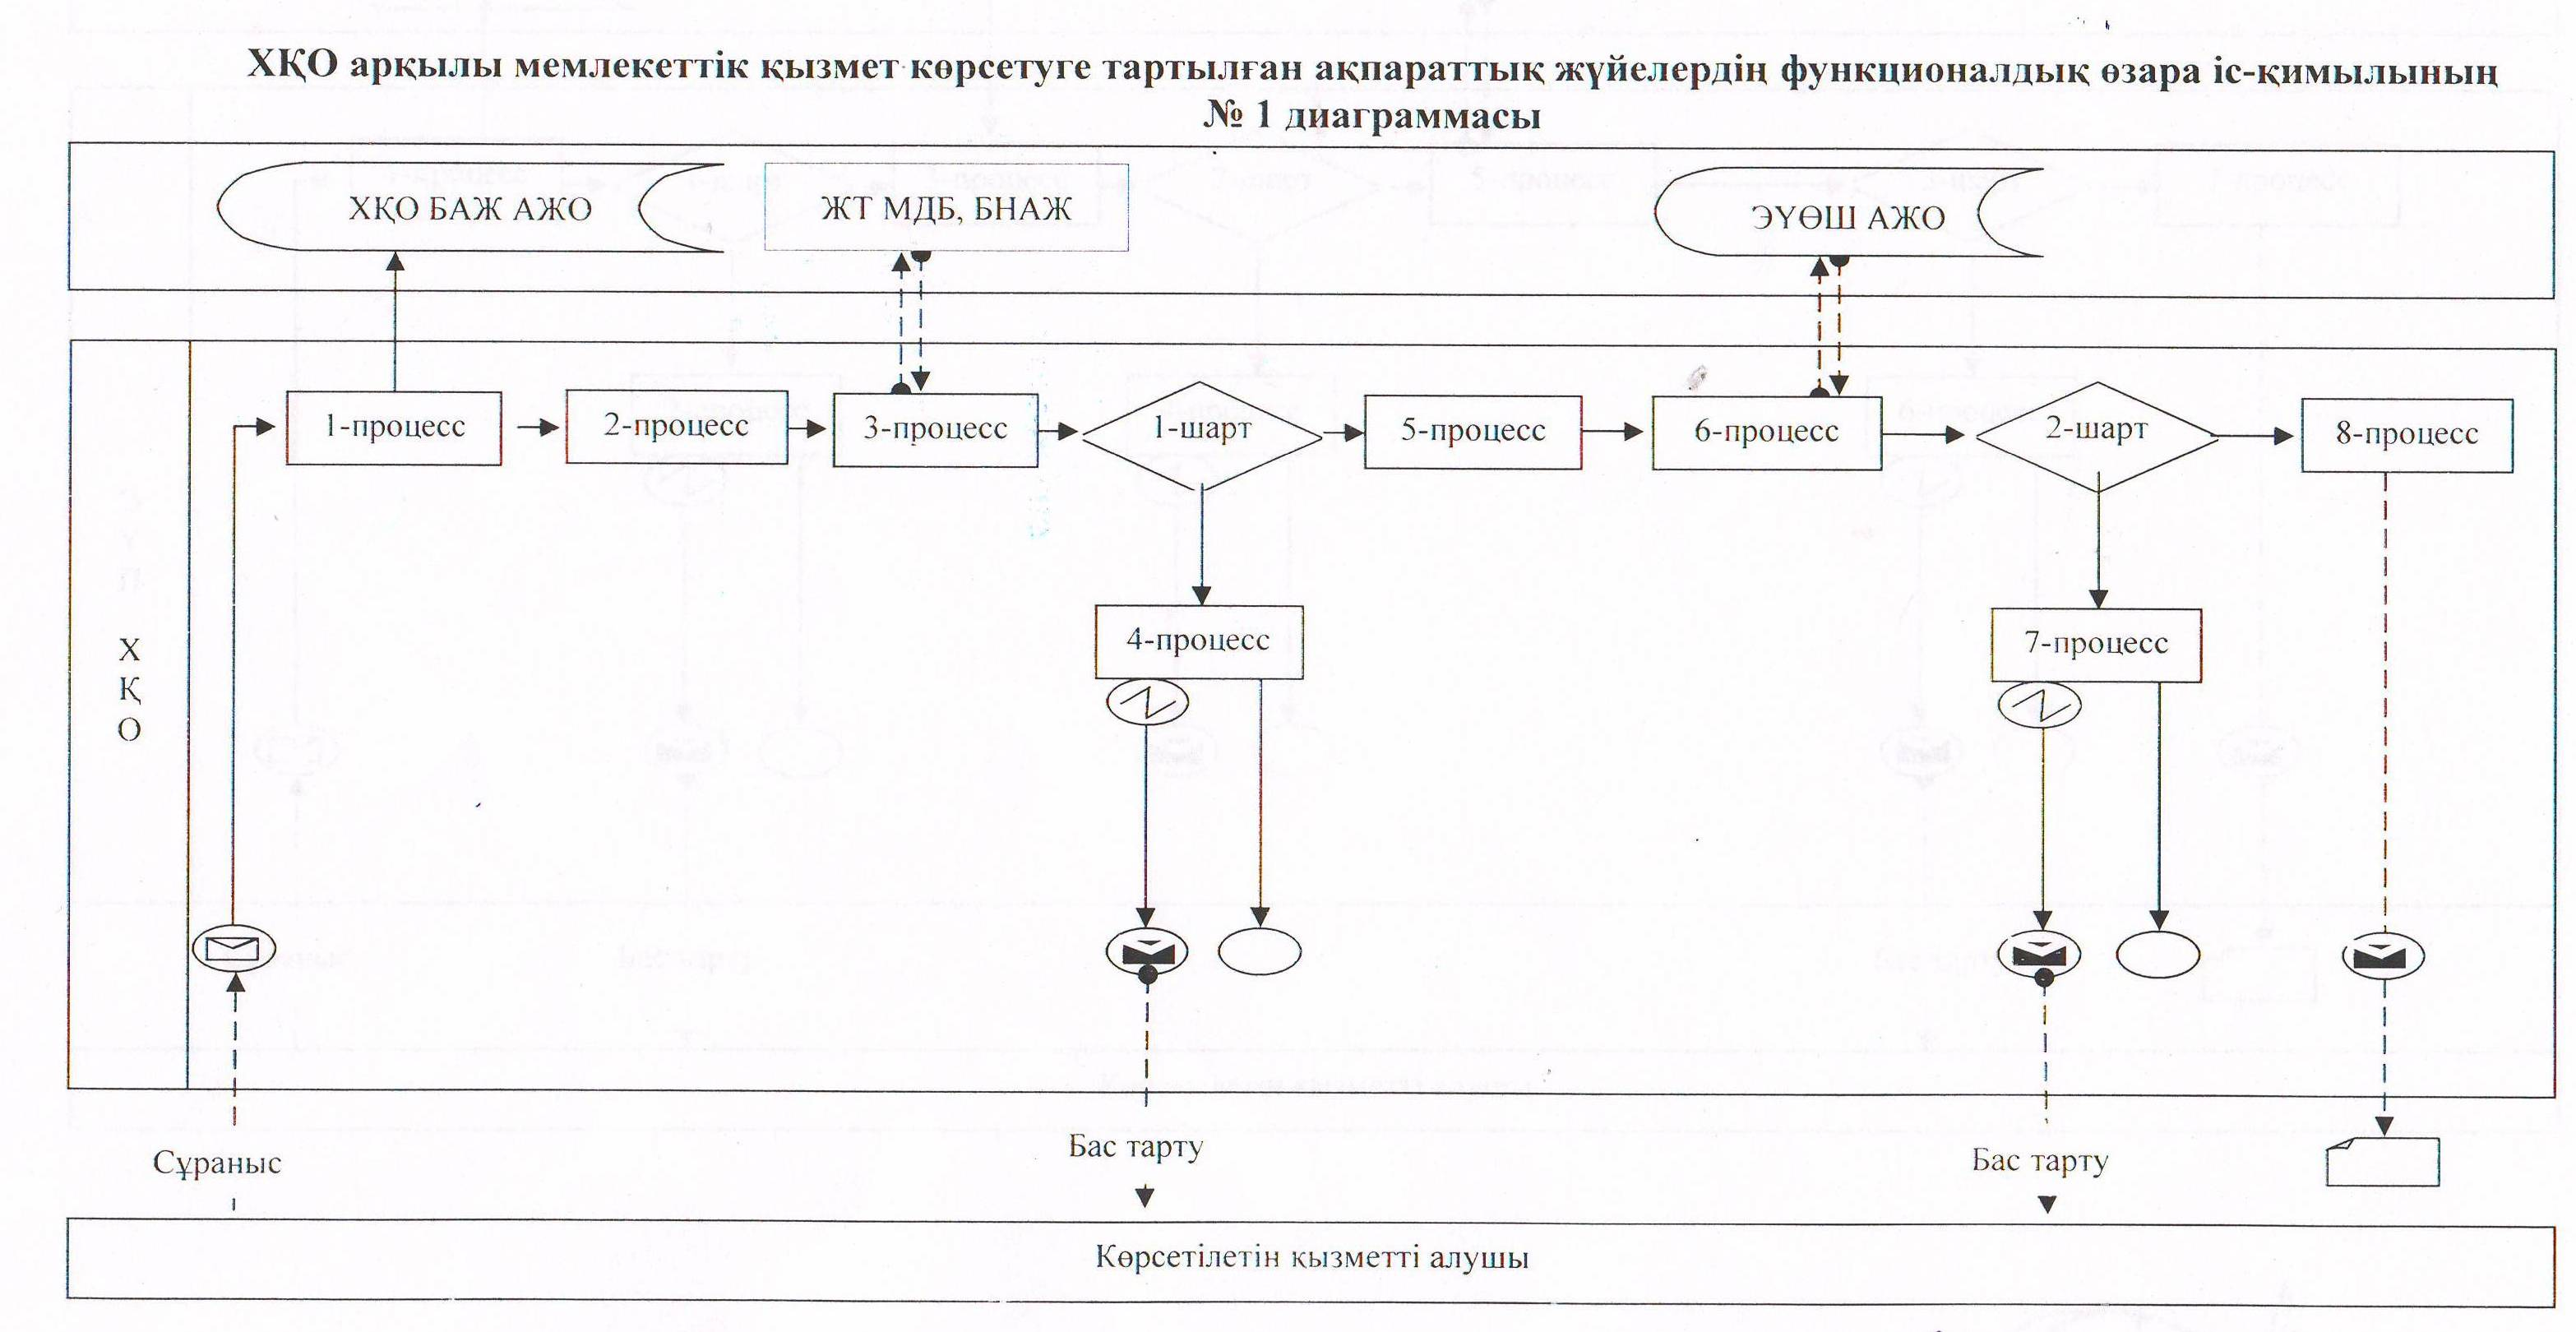 ХҚО арқылы мемлекеттік қызмет көрсетуге тартылған ақпараттық жүйелердің функционалдық өзара іс-қимылының
№ 1 диаграммасы
ХҚО БАЖ АЖО
ЖТ МДБ, БНАЖ
ЭҮӨШ АЖО
1-процесс
2-процесс
3-процесс
1-шарт
5-процесс
6-процесс
2-шарт
8-процесс
4-процесс
7-процесс
Х
Қ
О
Сұраныс
Бас тарту
Бас тарту
Көрсетілетін қызметті алушы